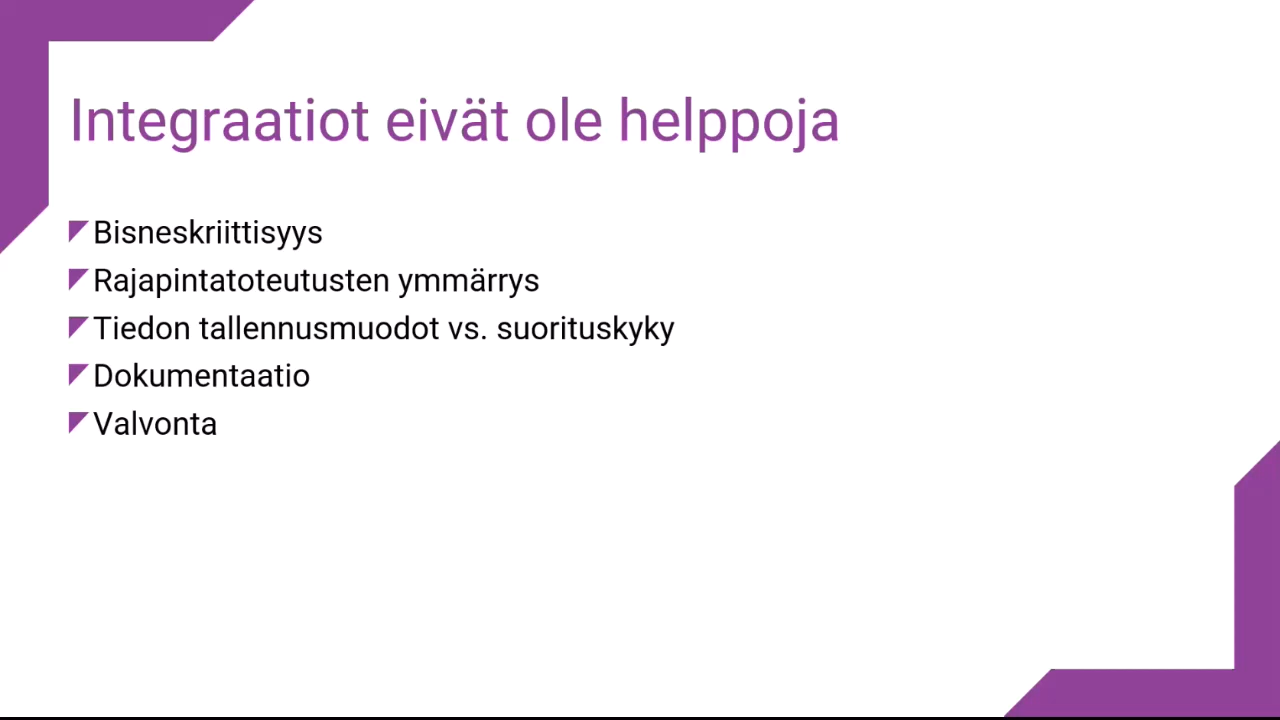 Integraatiot eivät ole helppoja
Bisneskriittisyys
Rajapintatoteutusten ymmärrys
Tiedon tallennusmuodot vs. suorituskyky
Dokumentaatio
Valvonta